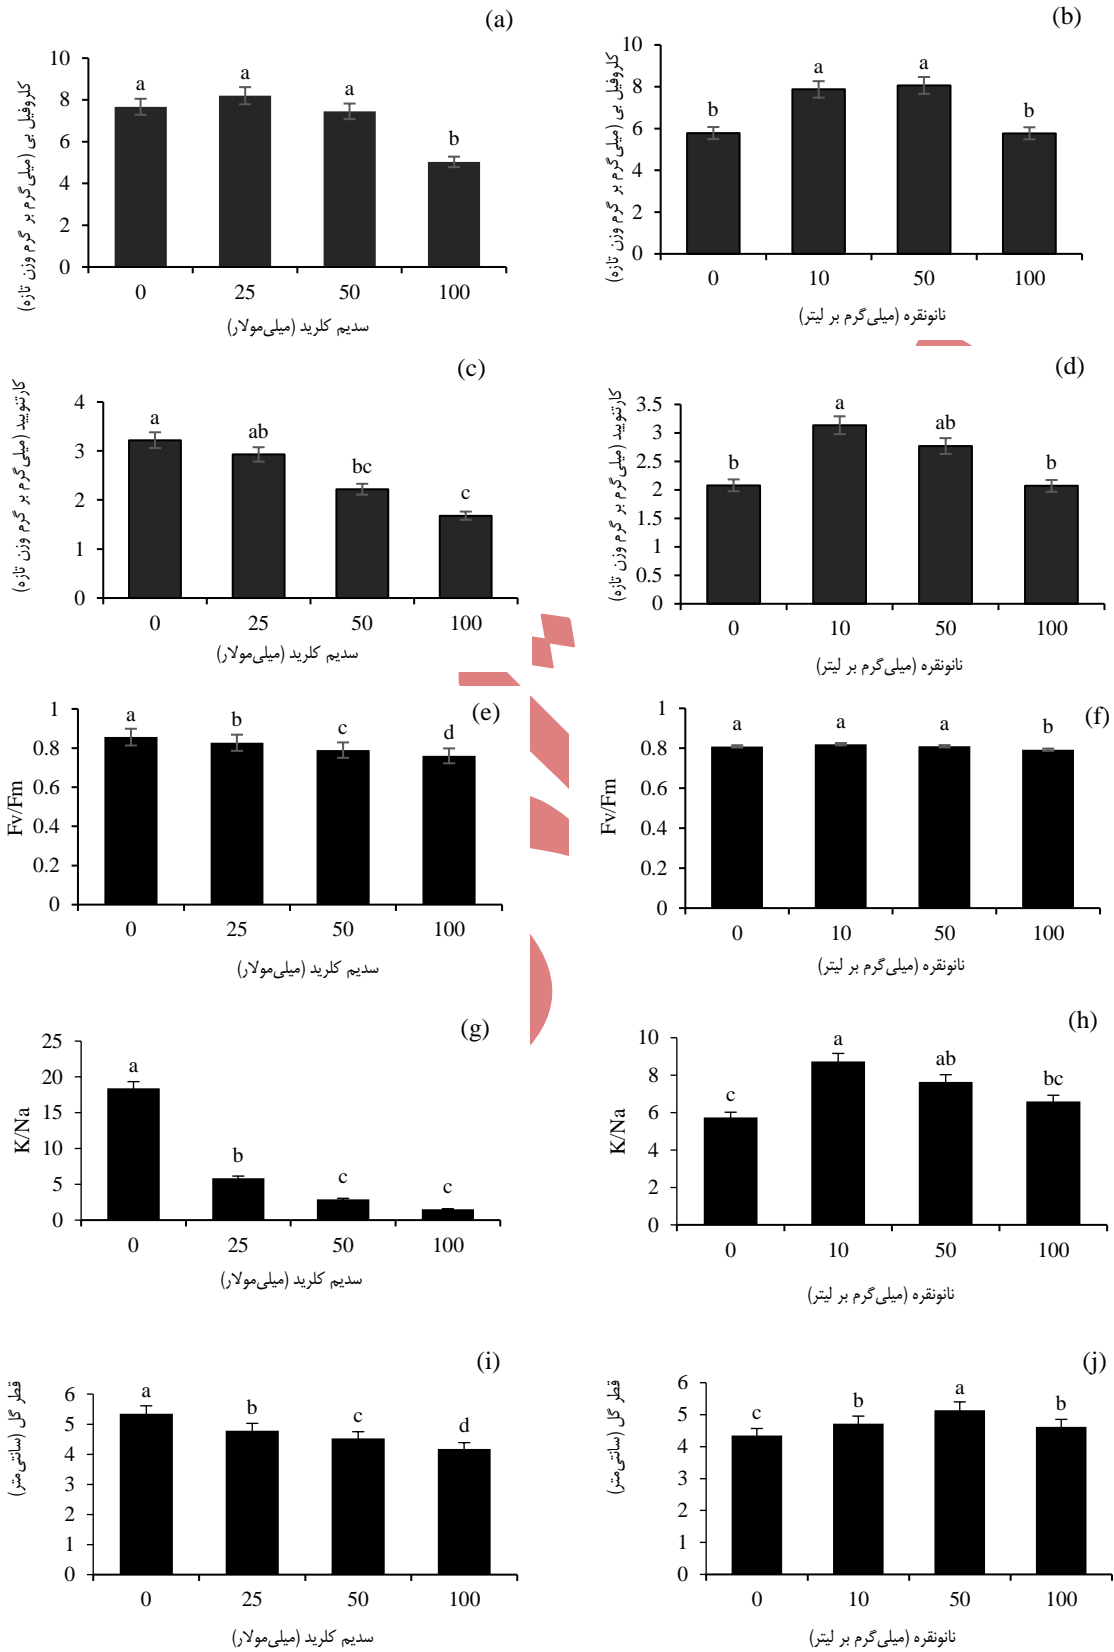 (a)
کلروفیل بی (میلی‌گرم بر گرم وزن تازه)
10
8
6
4
2
0
a
a
a
b
0 25 50 100
سدیم کلرید (میلی‌مولار)
(b)
کلروفیل بی (میلی‌گرم بر گرم وزن تازه)
10
8
6
4
2
0
b
a
a
b
0 10 50 100
نانونقره (میلی‌گرم بر لیتر)
(c)
کارتنویید (میلی‌گرم بر گرم وزن تازه)
4
3
2
1
0
a
ab
bc
c
0 25 50 100
سدیم کلرید (میلی‌مولار)
(d)
کارتنویید (میلی‌گرم بر گرم وزن تازه)
3.5
3
2.5
2
1.5
1
0.5
0
b
a
ab
b
0 10 50 100
نانونقره (میلی‌گرم بر لیتر)
(e)
Fv/Fm
1
0.8
0.6
0.4
0.2
0
a
b
c
d
0 25 50 100
سدیم کلرید (میلی‌مولار)
(f)
Fv/Fm
1
0.8
0.6
0.4
0.2
0
a
a
a
b
0 10 50 100
نانونقره (میلی‌گرم بر لیتر)
(g)
K/Na
25
20
15
10
5
0
a
b
c
c
0 25 50 100
سدیم کلرید (میلی‌مولار)
(h)
K/Na
10
8
6
4
2
0
c
a
ab
bc
0 10 50 100
نانونقره (میلی‌گرم بر لیتر)
(i)
قطر گل (سانتی‌متر)
6
5
4
3
2
1
0
a
b
c
d
0 25 50 100
سدیم کلرید (میلی‌مولار)
(j)
قطر گل (سانتی‌متر)
6
5
4
3
2
1
0
c
b
a
b
0 10 50 100
نانونقره (میلی‌گرم بر لیتر)